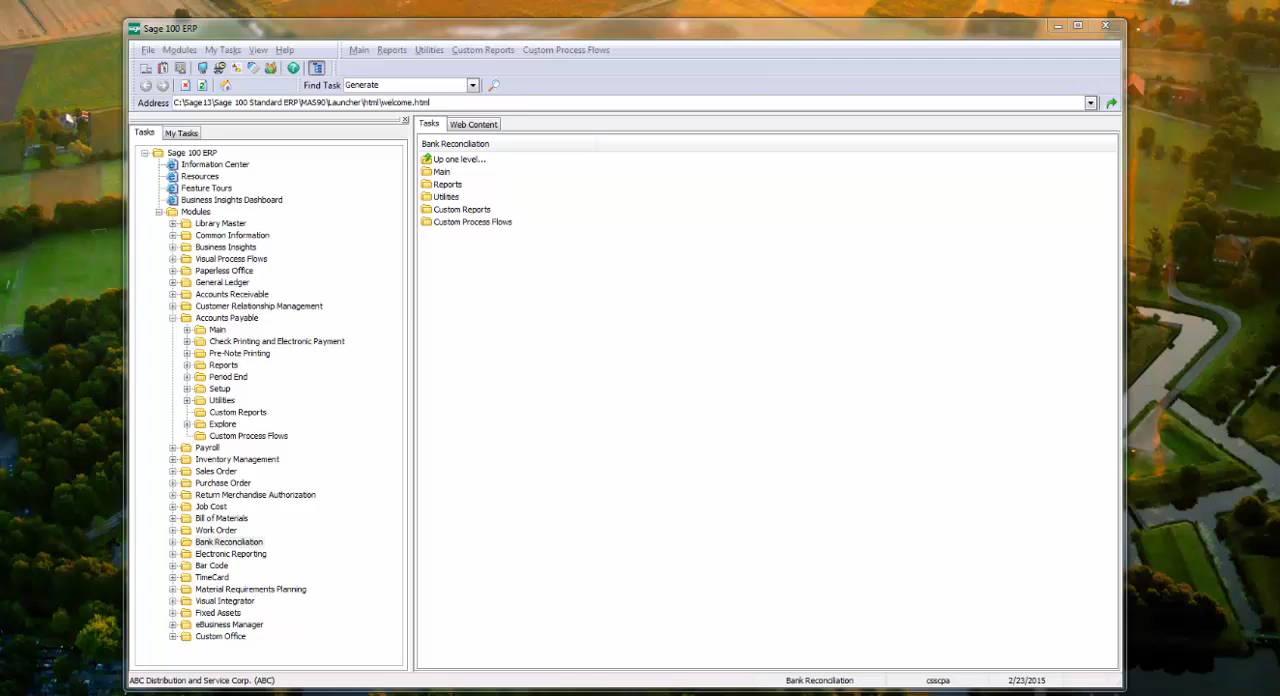 Sage 100 ERP
File Modules My Tasks View Help Main Reports Utilities Custom Reports Custom Process Flows
Find Task Generate
Address C:\Sage13\Sage 100 Standard ERP\MAS90\Launcher\html\welcome.html
Tasks My Tasks
Sage 100 ERP
Information Center
Resources
Feature Tours
Business Insights Dashboard
Modules
Library Master
Common Information
Business Insights
Visual Process Flows
Paperless Office
General Ledger
Accounts Receivable
Customer Relationship Management
Accounts Payable
Main
Check Printing and Electronic Payment
Pre-Note Printing
Reports
Period End
Setup
Utilities
Custom Reports
Explore
Custom Process Flows
Payroll
Inventory Management
Sales Order
Purchase Order
Return Merchandise Authorization
Job Cost
Bill of Materials
Work Order
Bank Reconciliation
Electronic Reporting
Bar Code
TimeCard
Material Requirements Planning
Visual Integrator
Fixed Assets
eBusiness Manager
Custom Office
Tasks Web Content
Bank Reconciliation
Up one level...
Main
Reports
Utilities
Custom Reports
Custom Process Flows
ABC Distribution and Service Corp. (ABC) Bank Reconciliation csscpa 2/23/2015